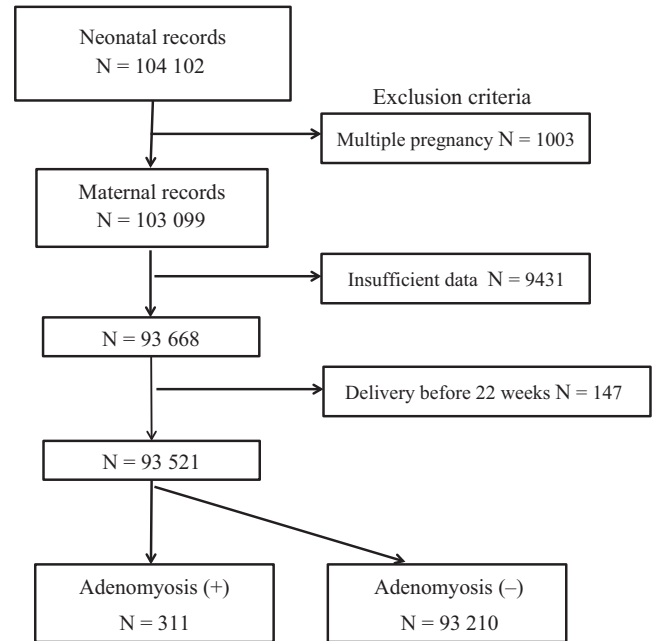 Neonatal records
N = 104 102
Exclusion criteria
Multiple pregnancy N = 1003
Maternal records
N = 103 099
Insufficient data N = 9431
N = 93 668
Delivery before 22 weeks N = 147
N = 93 521
Adenomyosis (+)
N = 311
Adenomyosis (–)
N = 93 210